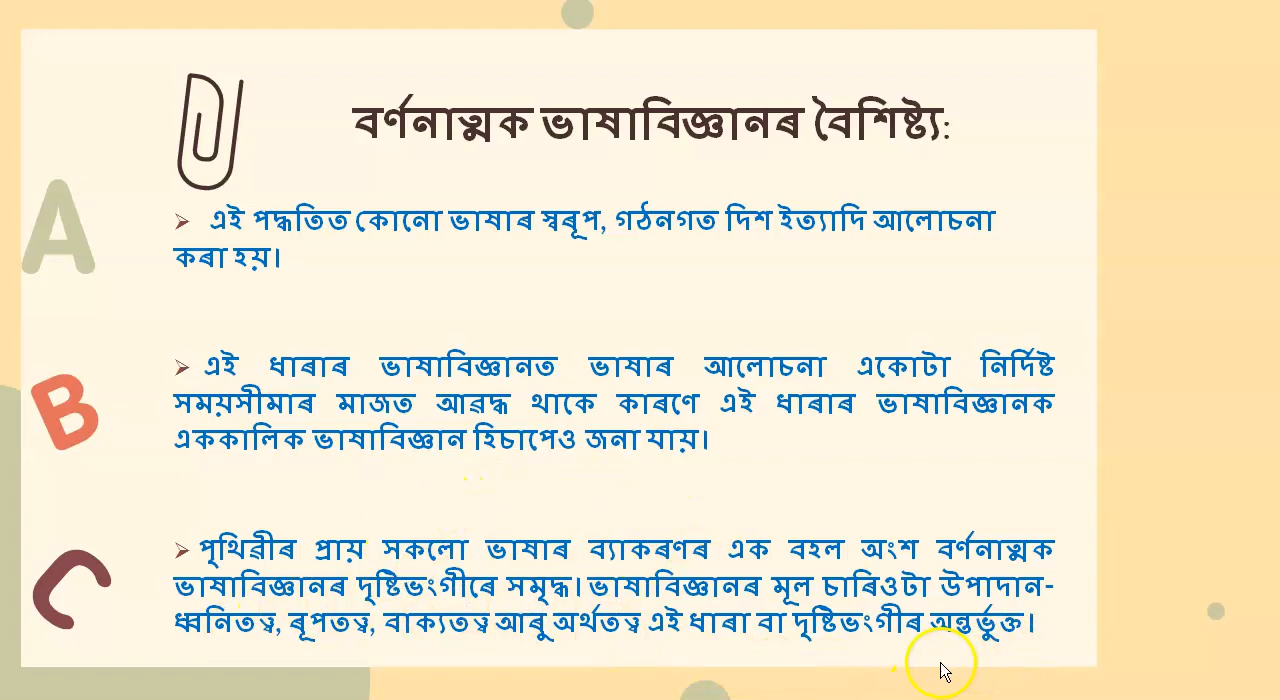 বৰ্ণনাত্মক ভাষাবিজ্ঞানৰ বৈশিষ্ট্য:
➢ এই পদ্ধতিত কোনো ভাষাৰ স্বৰূপ, গঠনগত দিশ ইত্যাদি আলোচনা
কৰা হয়।
➢ এই ধাৰাৰ ভাষাবিজ্ঞানত ভাষাৰ আলোচনা একোটা নিৰ্দিষ্ট
সময়সীমাৰ মাজত আৱদ্ধ থাকে কাৰণে এই ধাৰাৰ ভাষাবিজ্ঞানক
এককালিক ভাষাবিজ্ঞান হিচাপেও জনা যায়।
➢ পৃথিৱীৰ প্ৰায় সকলো ভাষাৰ ব্যাকৰণৰ এক বহল অংশ বৰ্ণনাত্মক
ভাষাবিজ্ঞানৰ দৃষ্টিভংগীৰে সমৃদ্ধ। ভাষাবিজ্ঞানৰ মূল চাৰিওটা উপাদান-
ধ্বনিতত্ব, ৰূপতত্ব, বাক্যতত্ব আৰু অৰ্থতত্ব এই ধাৰা বা দৃষ্টিভংগীৰ অন্তৰ্ভুক্ত।
A
B
C